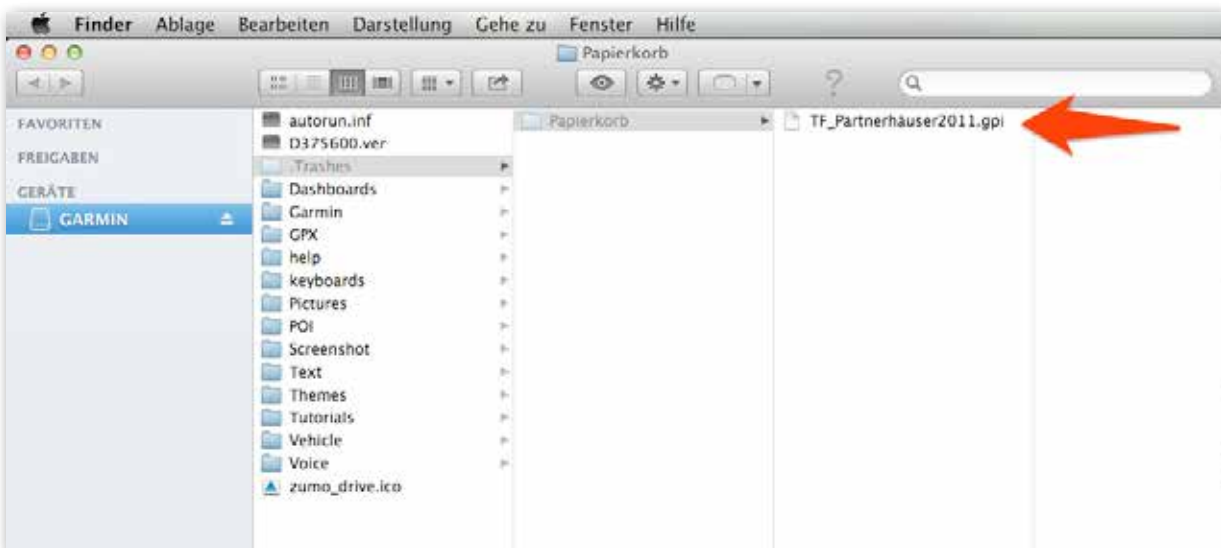 Finder Ablage Bearbeiten Darstellung Gehe zu Fenster Hilfe
Papierkorb
?
FAVORITEN
FREIGABEN
GERÄTE
GARMIN
autorun.inf
D375600.ver
.Trashes
Dashboards
Garmin
GPX
help
keyboards
Pictures
POI
Screenshot
Text
Themes
Tutorials
Vehicle
Voice
zumo_drive.ico
Papierkorb
TF_Partnerhäuser2011.gpi